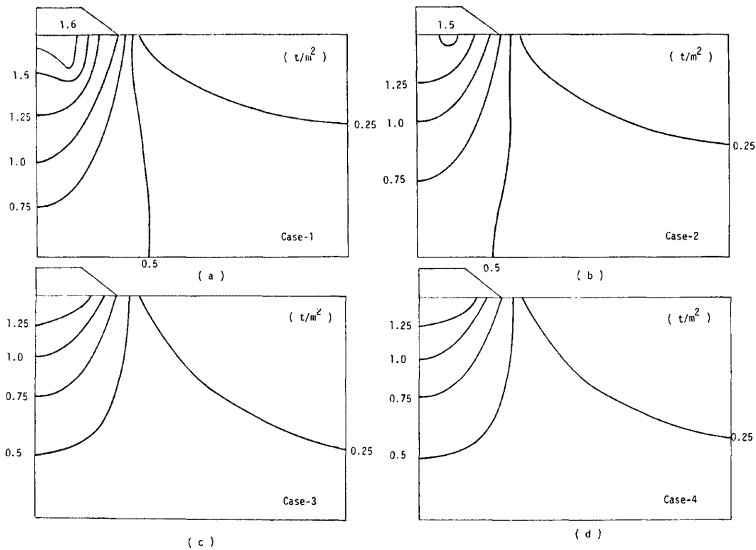 1.6
( t/m2 )
1.5
1.25
1.0
0.75
0.25
Case-1
0.5
( a )
1.5
( t/m2 )
1.25
1.0
0.75
0.25
Case-2
0.5
( b )
( t/m2 )
1.25
1.0
0.75
0.5
0.25
Case-3
( c )
( t/m2 )
1.25
1.0
0.75
0.5
0.25
Case-4
( d )